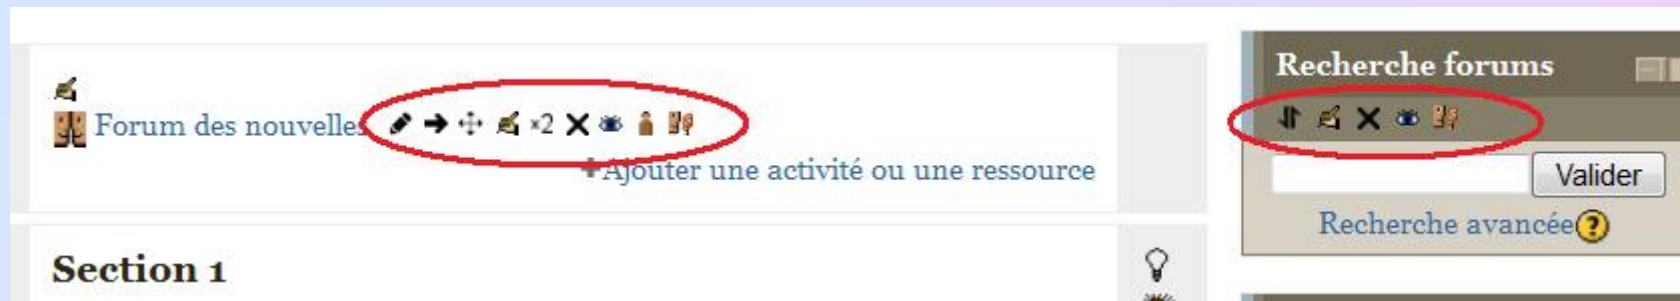 Forum des nouvelles
×2
Ajouter une activité ou une ressource
Section 1
Recherche forums
Valider
Recherche avancée ?